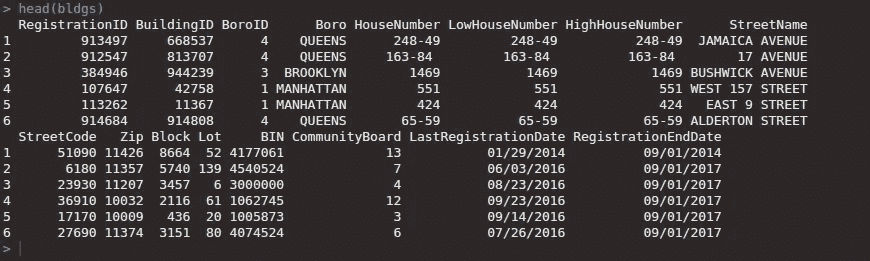 > head(bldgs)
  RegistrationID BuildingID BoroID      Boro HouseNumber LowHouseNumber HighHouseNumber      StreetName
1         913497     668537      4    QUEENS      248-49         248-49          248-49  JAMAICA AVENUE
2         912547     813707      4    QUEENS     163-84         163-84          163-84        17 AVENUE
3         384946     944239      3  BROOKLYN        1469           1469            1469 BUSHWICK AVENUE
4         107647      42758      1 MANHATTAN         551            551             551 WEST 157 STREET
5         113262      11367      1 MANHATTAN         424            424             424   EAST 9 STREET
6         914684     914808      4    QUEENS       65-59          65-59           65-59 ALDERTON STREET
  StreetCode   Zip Block Lot     BIN CommunityBoard LastRegistrationDate RegistrationEndDate
1      51090 11426  8664  52 4177061             13           01/29/2014          09/01/2014
2       6180 11357  5740 139 4540524              7           06/03/2016          09/01/2017
3      23930 11207  3457   6 3000000              4           08/23/2016          09/01/2017
4      36910 10032  2116  61 1062745             12           09/23/2016          09/01/2017
5      17170 10009   436  20 1005873              3           09/14/2016          09/01/2017
6      27690 11374  3151  80 4074524              6           07/26/2016          09/01/2017
>